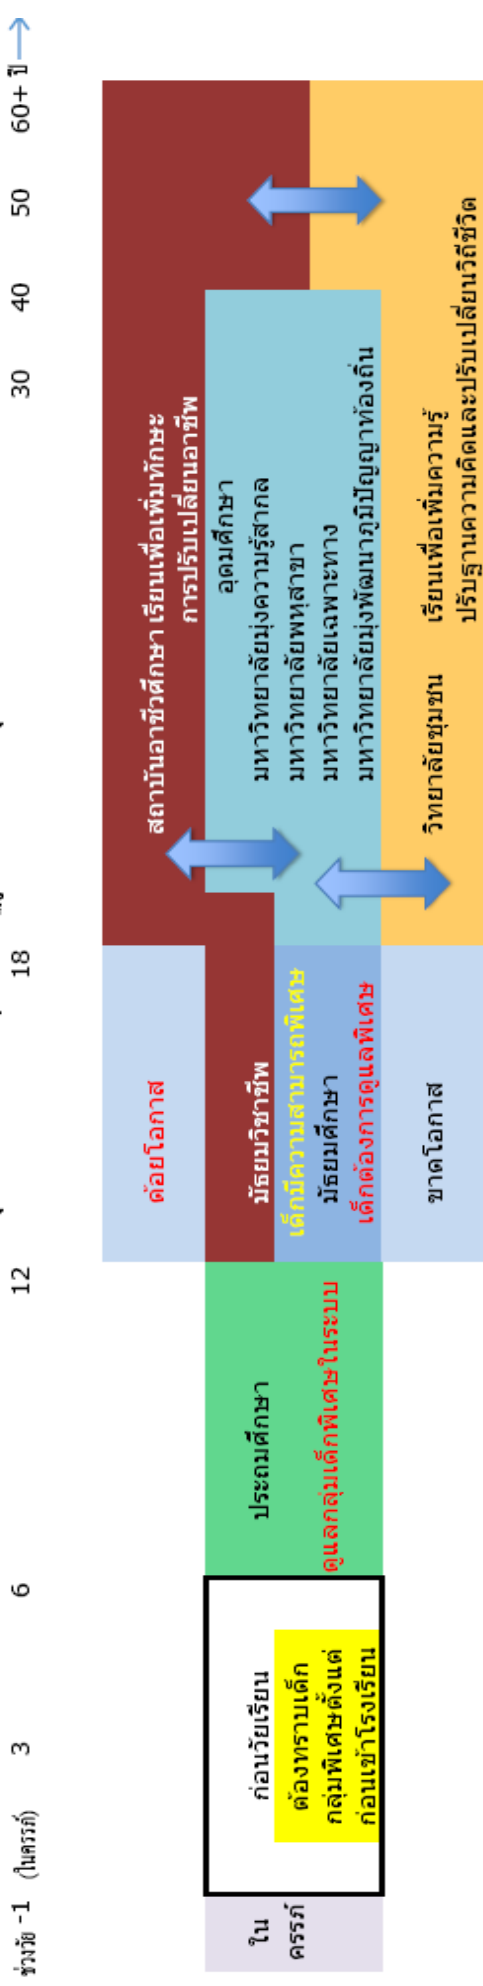 ช่วงวัย -1 (ในครรภ์) 3 6 12 18 30 40 50 60+ ปี
ใน
ครรภ์
ก่อนวัยเรียน
ต้องทราบเด็ก
กลุ่มพิเศษตั้งแต่
ก่อนเข้าโรงเรียน
ประถมศึกษา
ดูแลกลุ่มเด็กพิเศษในระบบ
ด้อยโอกาส
มัธยมวิชาชีพ
เด็กมีความสามารถพิเศษ
มัธยมศึกษา
เด็กต้องการดูแลพิเศษ
ขาดโอกาส
สถาบันอาชีวศึกษา เรียนเพื่อเพิ่มทักษะ
การปรับเปลี่ยนอาชีพ
อุดมศึกษา
มหาวิทยาลัยมุ่งความรู้สากล
มหาวิทยาลัยพหุสาขา
มหาวิทยาลัยเฉพาะทาง
มหาวิทยาลัยมุ่งพัฒนาภูมิปัญญาท้องถิ่น
วิทยาลัยชุมชน
เรียนเพื่อเพิ่มความรู้
ปรับฐานความคิดและปรับเปลี่ยนวิถีชีวิต